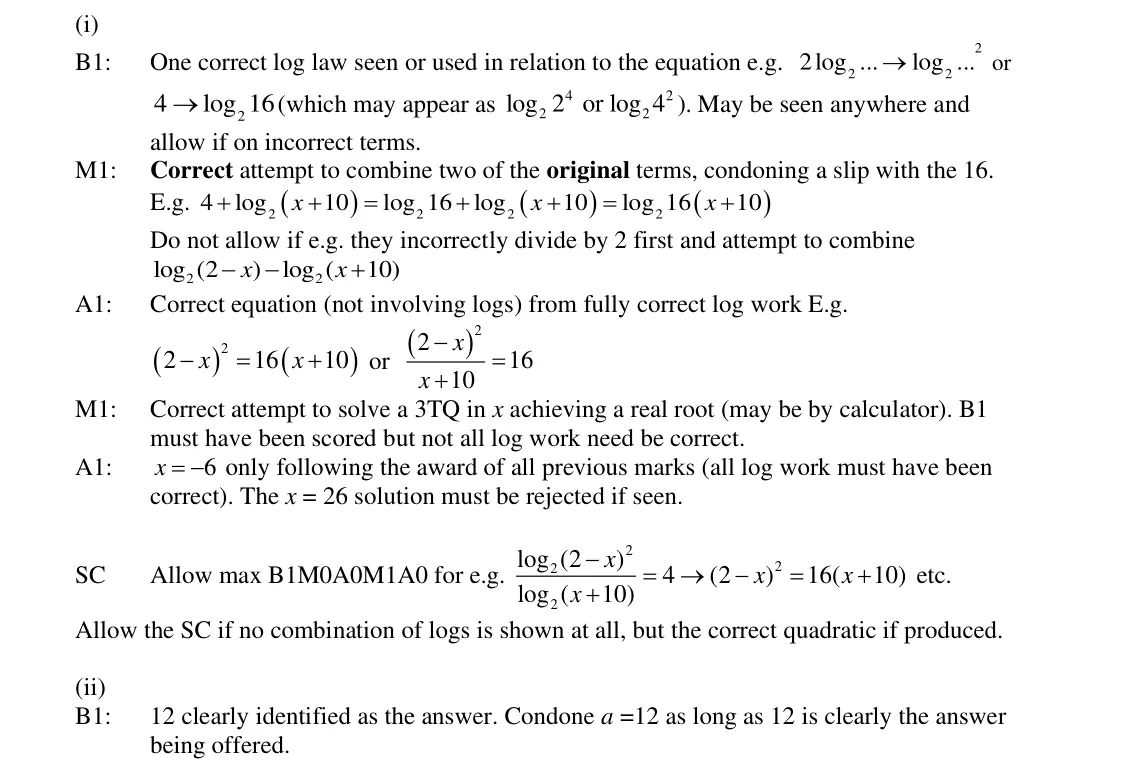 (i)
B1: One correct log law seen or used in relation to the equation e.g. 2log₂ ... → log₂ ...² or
4 → log₂ 16 (which may appear as log₂ 2⁴ or log₂ 4²). May be seen anywhere and
allow if on incorrect terms.
M1: Correct attempt to combine two of the original terms, condoning a slip with the 16.
E.g. 4 + log₂ (x + 10) = log₂ 16 + log₂ (x + 10) = log₂ 16(x + 10)
Do not allow if e.g. they incorrectly divide by 2 first and attempt to combine
log₂(2 − x) − log₂(x + 10)
A1: Correct equation (not involving logs) from fully correct log work E.g.
(2 − x)² = 16(x + 10) or (2 − x)² / (x + 10) = 16
M1: Correct attempt to solve a 3TQ in x achieving a real root (may be by calculator). B1
must have been scored but not all log work need be correct.
A1: x = −6 only following the award of all previous marks (all log work must have been
correct). The x = 26 solution must be rejected if seen.
SC Allow max B1M0A0M1A0 for e.g. log₂(2 − x)² / log₂(x + 10) = 4 → (2 − x)² = 16(x + 10) etc.
Allow the SC if no combination of logs is shown at all, but the correct quadratic if produced.
(ii)
B1: 12 clearly identified as the answer. Condone a =12 as long as 12 is clearly the answer
being offered.